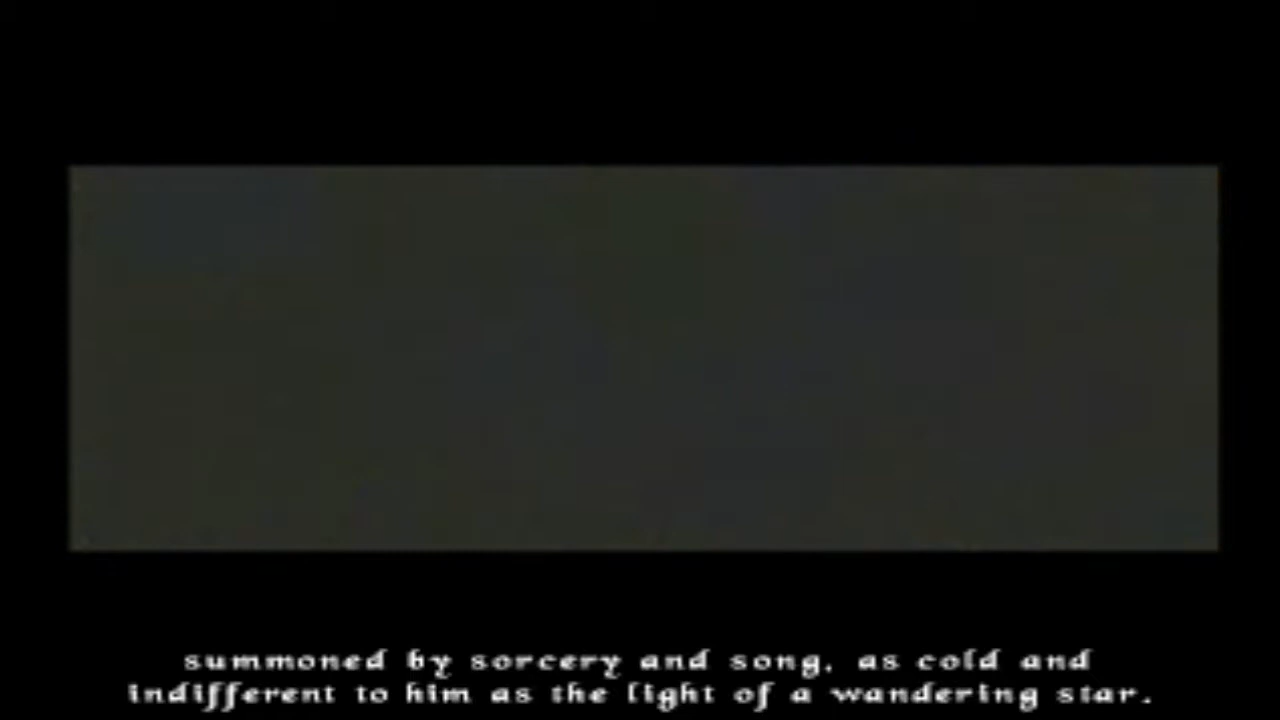 summoned by sorcery and song, as cold and
indifferent to him as the light of a wandering star.